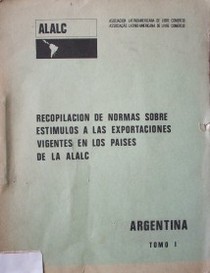 ALALC
ASOCIACION LATINOAMERICANA DE LIBRE COMERCIO
ASSOCIAÇÃO LATINO-AMERICANA DE LIVRE COMERCIO
RECOPILACION DE NORMAS SOBRE
ESTIMULOS A LAS EXPORTACIONES
VIGENTES EN LOS PAISES
DE LA ALALC
ARGENTINA
TOMO I